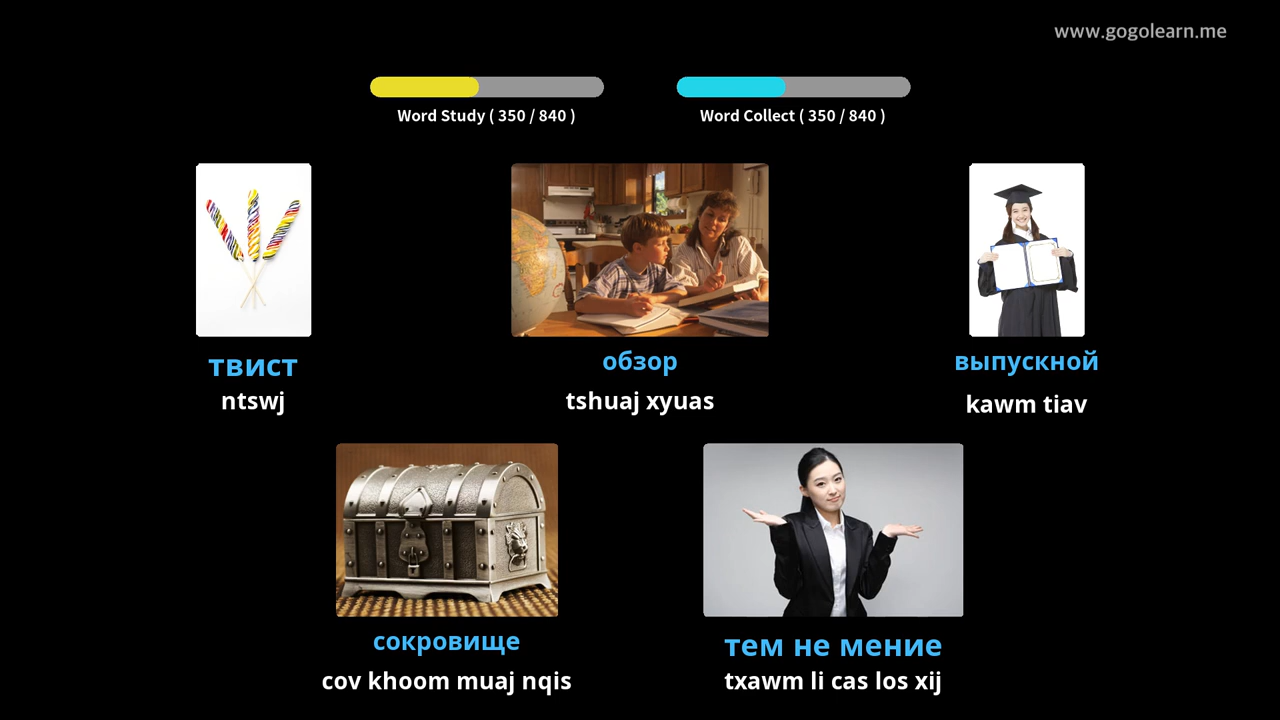 www.gogolearn.me
Word Study ( 350 / 840 )
Word Collect ( 350 / 840 )
твист
ntswj
обзор
tshuaj xyuas
выпускной
kawm tiav
сокровище
cov khoom muaj nqis
тем не мение
txawm li cas los xij